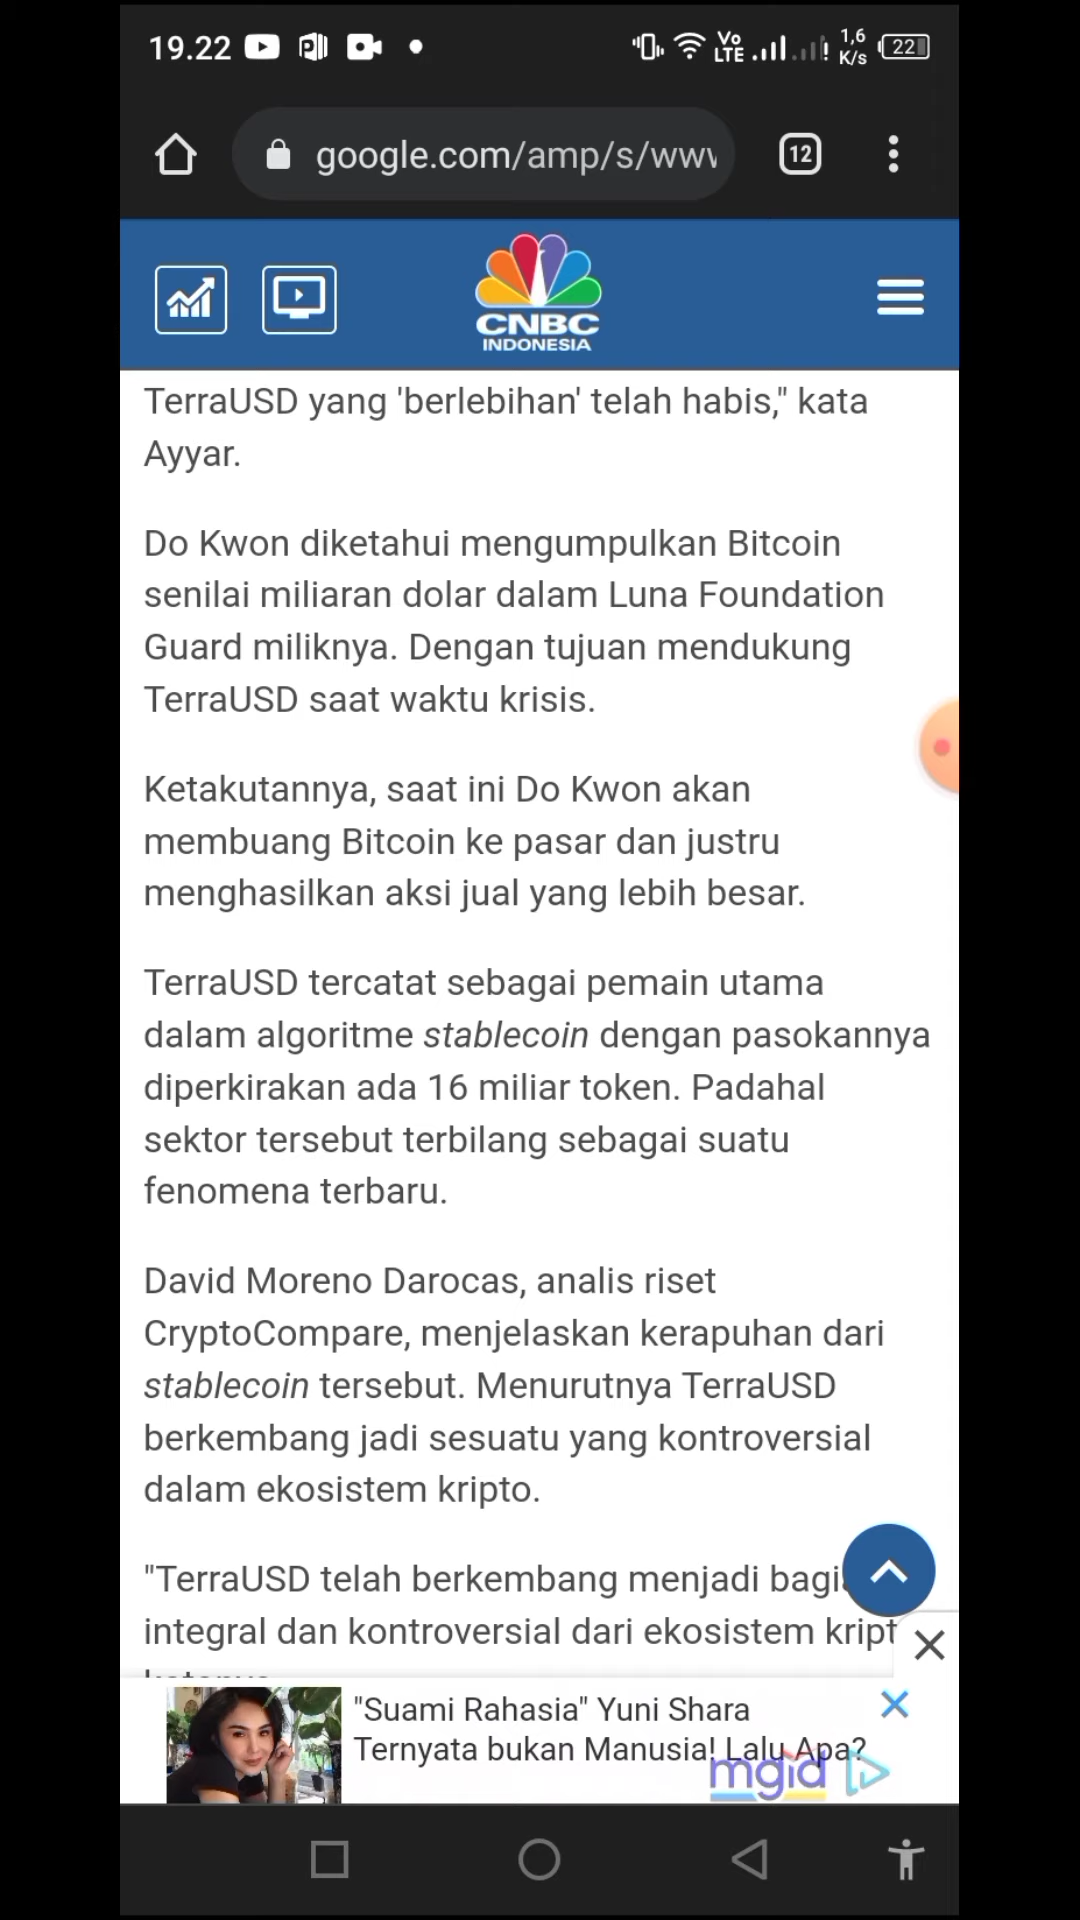 19.22
Vo
LTE
1,6
K/s
22
google.com/amp/s/www
12
CNBC
INDONESIA
TerraUSD yang 'berlebihan' telah habis," kata
Ayyar.
Do Kwon diketahui mengumpulkan Bitcoin
senilai miliaran dolar dalam Luna Foundation
Guard miliknya. Dengan tujuan mendukung
TerraUSD saat waktu krisis.
Ketakutannya, saat ini Do Kwon akan
membuang Bitcoin ke pasar dan justru
menghasilkan aksi jual yang lebih besar.
TerraUSD tercatat sebagai pemain utama
dalam algoritme stablecoin dengan pasokannya
diperkirakan ada 16 miliar token. Padahal
sektor tersebut terbilang sebagai suatu
fenomena terbaru.
David Moreno Darocas, analis riset
CryptoCompare, menjelaskan kerapuhan dari
stablecoin tersebut. Menurutnya TerraUSD
berkembang jadi sesuatu yang kontroversial
dalam ekosistem kripto.
"TerraUSD telah berkembang menjadi
integral dan kontroversial dari ekosistem
"Suami Rahasia" Yuni Shara
Ternyata bukan Manusia! Lalu Apa?
mgid